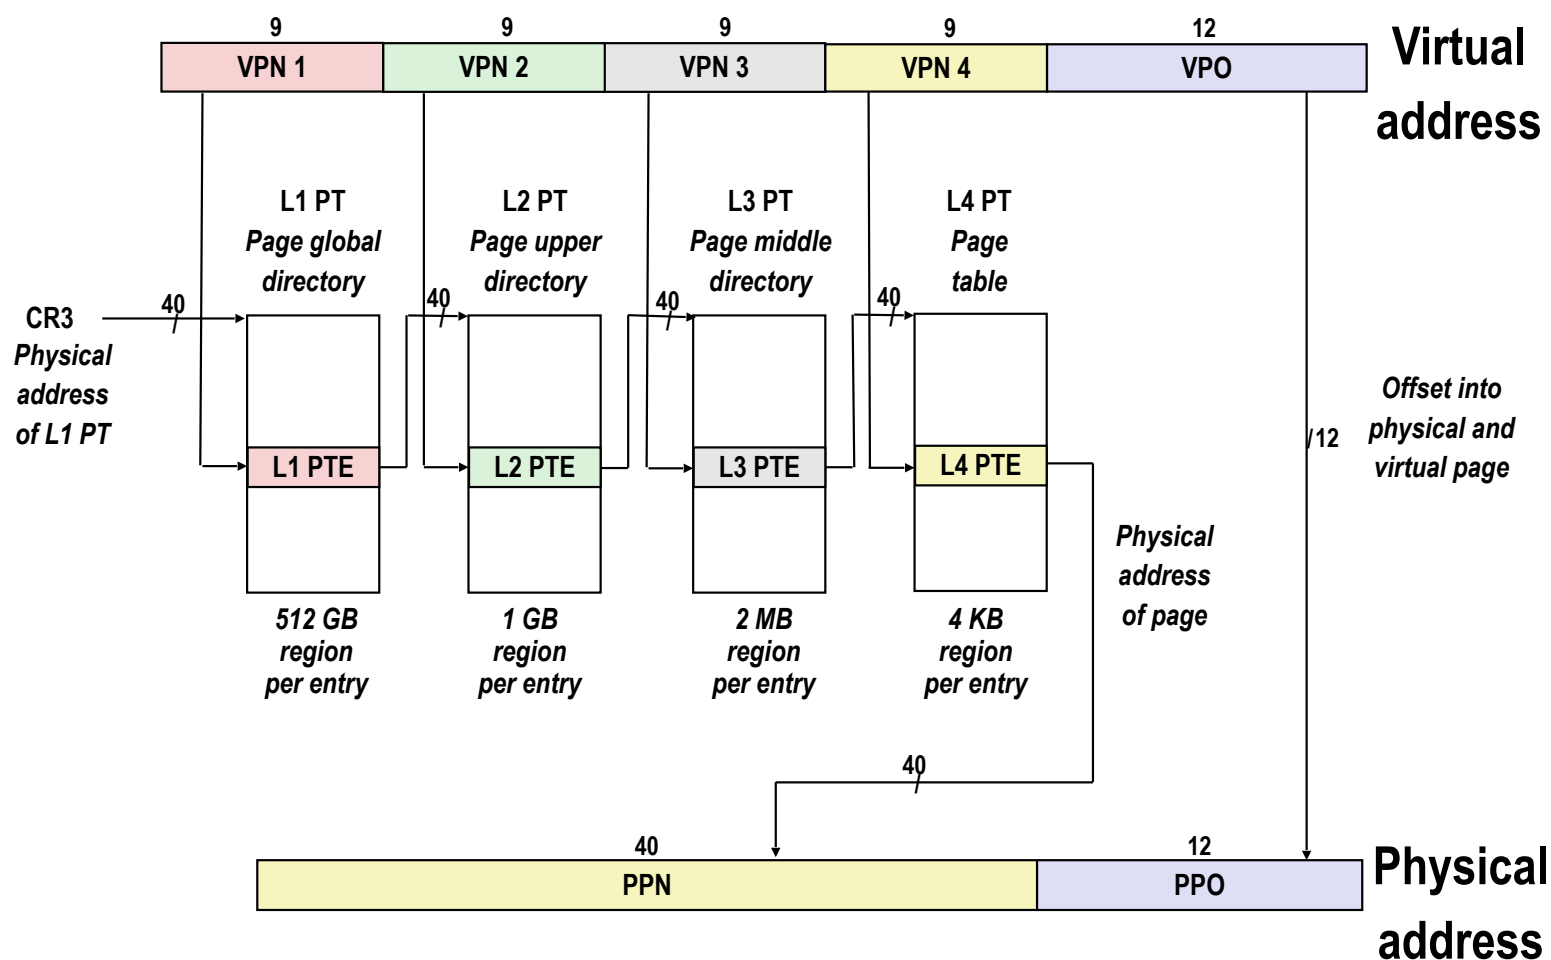 9 9 9 9 12
VPN 1 VPN 2 VPN 3 VPN 4 VPO
Virtual
address
L1 PT
Page global
directory
L2 PT
Page upper
directory
L3 PT
Page middle
directory
L4 PT
Page
table
40
40
40
40
CR3
Physical
address
of L1 PT
L1 PTE
L2 PTE
L3 PTE
L4 PTE
12
Offset into
physical and
virtual page
512 GB
region
per entry
1 GB
region
per entry
2 MB
region
per entry
4 KB
region
per entry
Physical
address
of page
40
40 12
PPN PPO
Physical
address